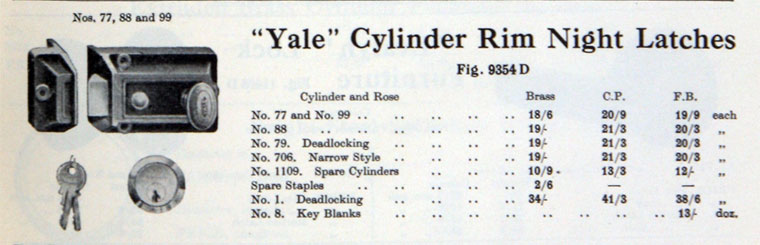 Nos. 77, 88 and 99
"Yale" Cylinder Rim Night Latches
Fig. 9354 D
Cylinder and Rose Brass C.P. F.B.
No. 77 and No. 99 .. .. .. .. .. 18/6 20/9 19/9 each
No. 88 .. .. .. .. .. .. 19/- 21/3 20/3 „
No. 79. Deadlocking .. .. .. .. 19/- 21/3 20/3 „
No. 706. Narrow Style .. .. .. .. 19/- 21/3 20/3 „
No. 1109. Spare Cylinders .. .. .. 10/9 13/3 12/- „
Spare Staples .. .. .. .. .. 2/6 — — „
No. 1. Deadlocking .. .. .. .. 34/- 41/3 38/6 „
No. 8. Key Blanks .. .. .. .. .. .. .. .. 13/- doz.